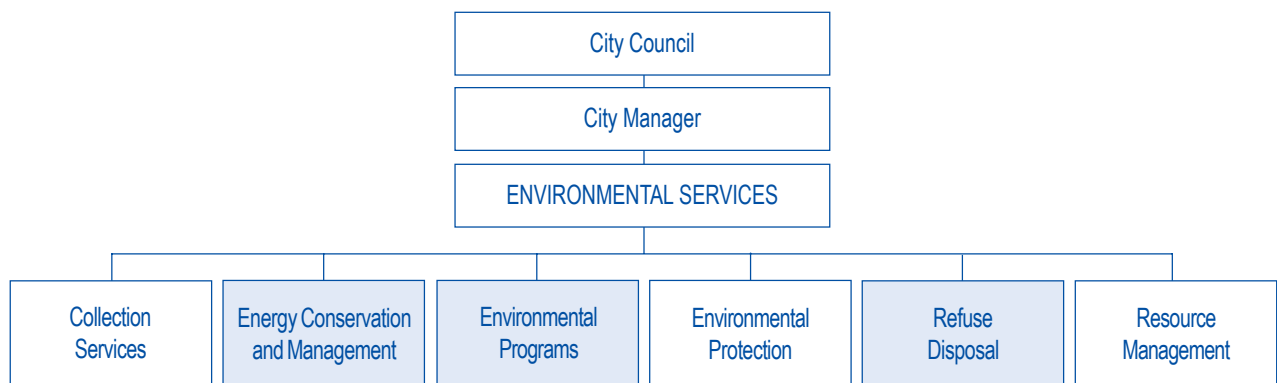 City Council
City Manager
ENVIRONMENTAL SERVICES
Collection
Services
Energy Conservation
and Management
Environmental
Programs
Environmental
Protection
Refuse
Disposal
Resource
Management